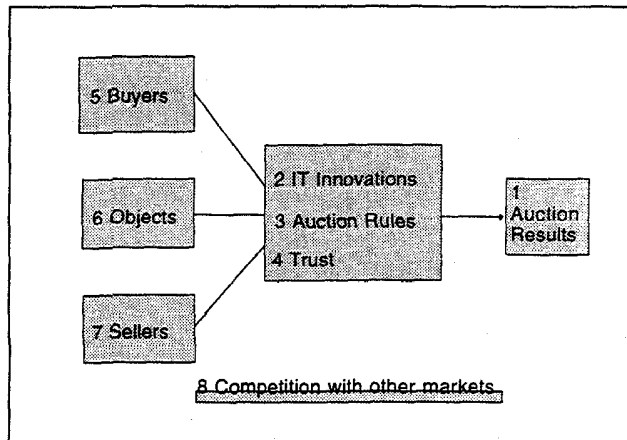 5 Buyers
2 IT Innovations
6 Objects
3 Auction Rules
4 Trust
1
Auction
Results
7 Sellers
8 Competition with other markets